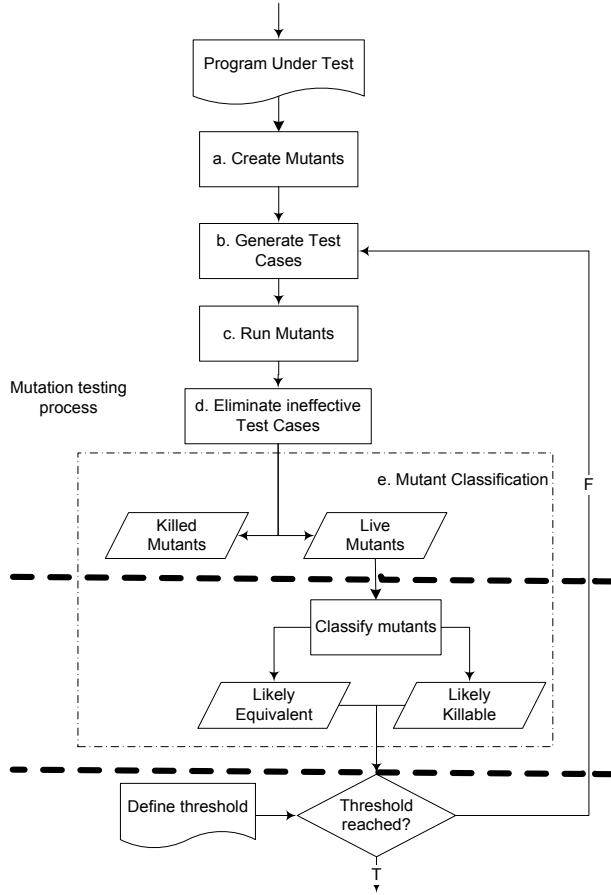 Program Under Test
a. Create Mutants
b. Generate Test
Cases
c. Run Mutants
Mutation testing
process
d. Eliminate ineffective
Test Cases
e. Mutant Classification
F
Killed
Mutants
Live
Mutants
Classify mutants
Likely
Equivalent
Likely
Killable
Define threshold
Threshold
reached?
T